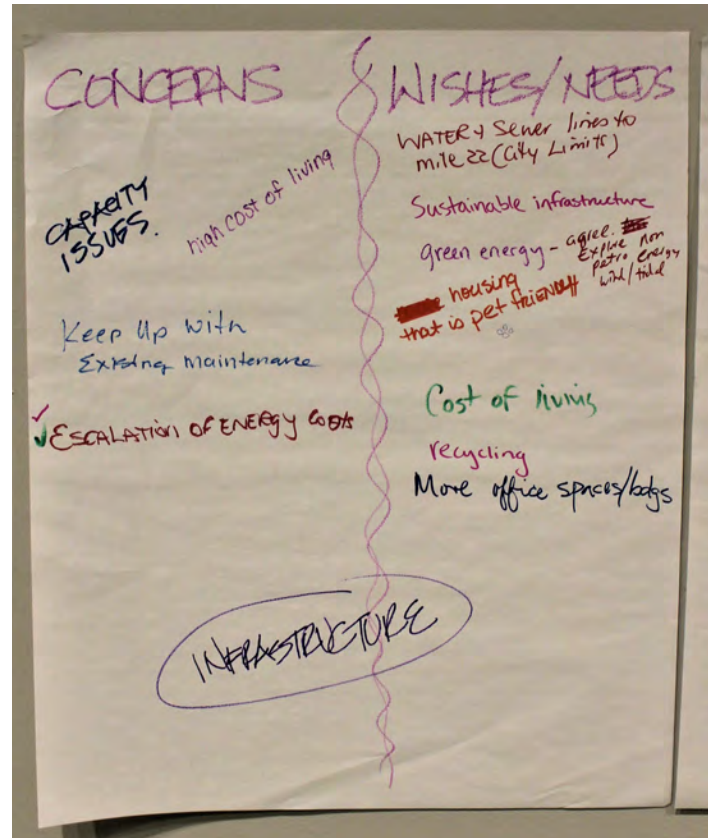 CONCERNS
CAPACITY
ISSUES.
high cost of living
Keep Up with
Existing maintenance
ESCALATION OF ENERGY COSTS
WISHES/NEEDS
WATER & Sewer lines to
mile 22 (City Limits)
Sustainable infrastructure
green energy - agree.
Explore non
petro energy
wind/tidal
housing
that is pet FRIENDLY
Cost of living
recycling
More office spaces/bdgs
INFRASTRUCTURE